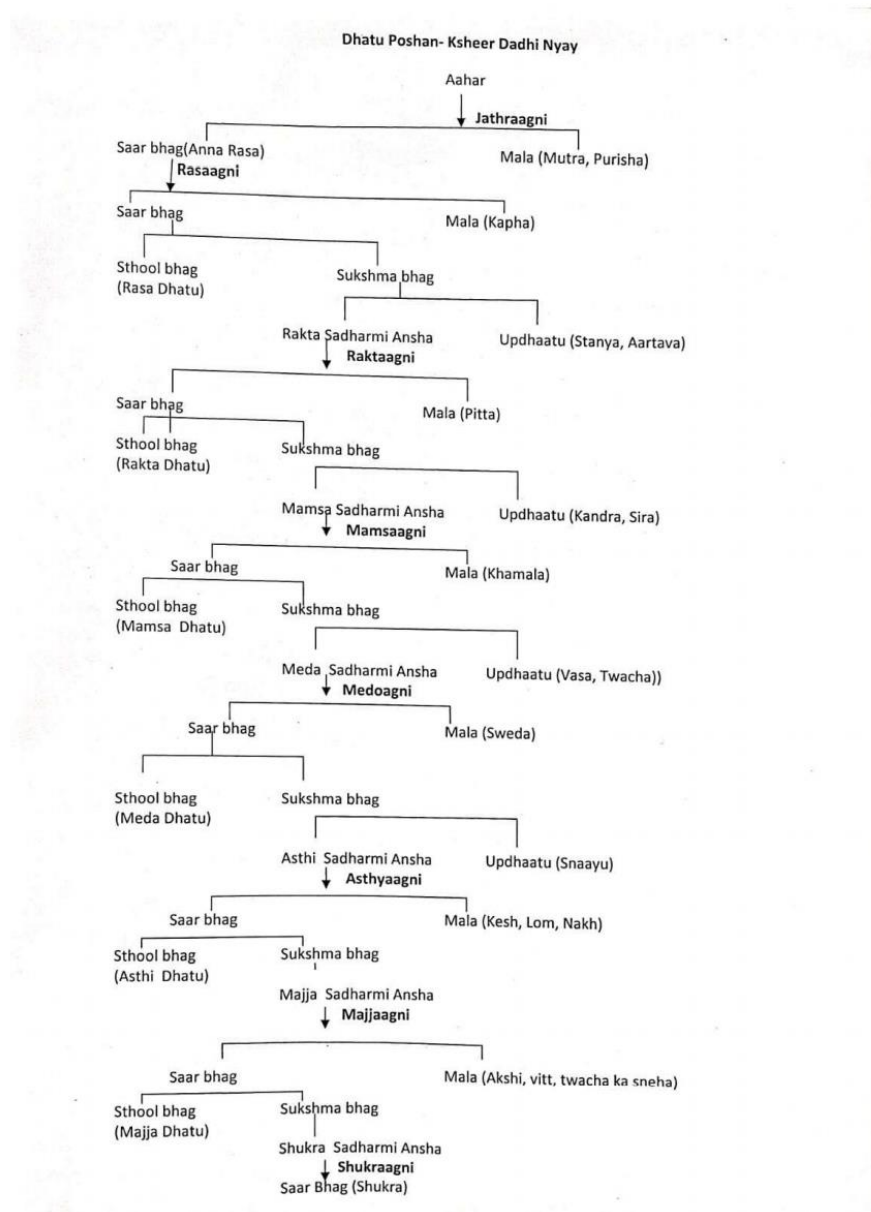 Dhatu Poshan- Ksheer Dadhi Nyay
Aahar
Jathraagni
Saar bhag(Anna Rasa)
Mala (Mutra, Purisha)
Rasaagni
Saar bhag
Mala (Kapha)
Sthool bhag
(Rasa Dhatu)
Sukshma bhag
Rakta Sadharmi Ansha
Updhaatu (Stanya, Aartava)
Raktaagni
Saar bhag
Mala (Pitta)
Sthool bhag
(Rakta Dhatu)
Sukshma bhag
Mamsa Sadharmi Ansha
Updhaatu (Kandra, Sira)
Mamsaagni
Saar bhag
Mala (Khamala)
Sthool bhag
(Mamsa Dhatu)
Sukshma bhag
Meda Sadharmi Ansha
Updhaatu (Vasa, Twacha))
Medoagni
Saar bhag
Mala (Sweda)
Sthool bhag
(Meda Dhatu)
Sukshma bhag
Asthi Sadharmi Ansha
Updhaatu (Snaayu)
Asthyaagni
Saar bhag
Mala (Kesh, Lom, Nakh)
Sthool bhag
(Asthi Dhatu)
Sukshma bhag
Majja Sadharmi Ansha
Majjaagni
Saar bhag
Mala (Akshi, vitt, twacha ka sneha)
Sthool bhag
(Majja Dhatu)
Sukshma bhag
Shukra Sadharmi Ansha
Shukraagni
Saar Bhag (Shukra)